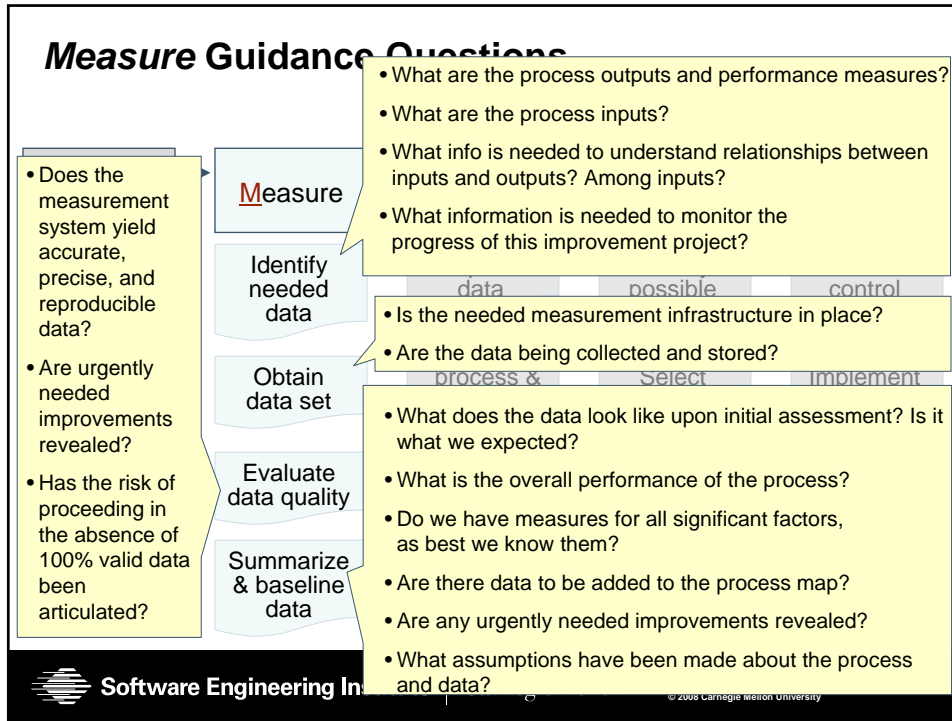 Measure Guidance Questions
• What are the process outputs and performance measures?
• What are the process inputs?
• What info is needed to understand relationships between
inputs and outputs? Among inputs?
• What information is needed to monitor the
progress of this improvement project?
• Does the
measurement
system yield
accurate,
precise, and
reproducible
data?
• Are urgently
needed
improvements
revealed?
• Has the risk of
proceeding in
the absence of
100% valid data
been
articulated?
Measure
Identify
needed
data
data
possible
control
• Is the needed measurement infrastructure in place?
• Are the data being collected and stored?
Obtain
data set
process &
Select
Implement
• What does the data look like upon initial assessment? Is it
what we expected?
• What is the overall performance of the process?
• Do we have measures for all significant factors,
as best we know them?
• Are there data to be added to the process map?
• Are any urgently needed improvements revealed?
• What assumptions have been made about the process
and data?
Evaluate
data quality
Summarize
& baseline
data
Software Engineering In
© 2008 Carnegie Mellon University